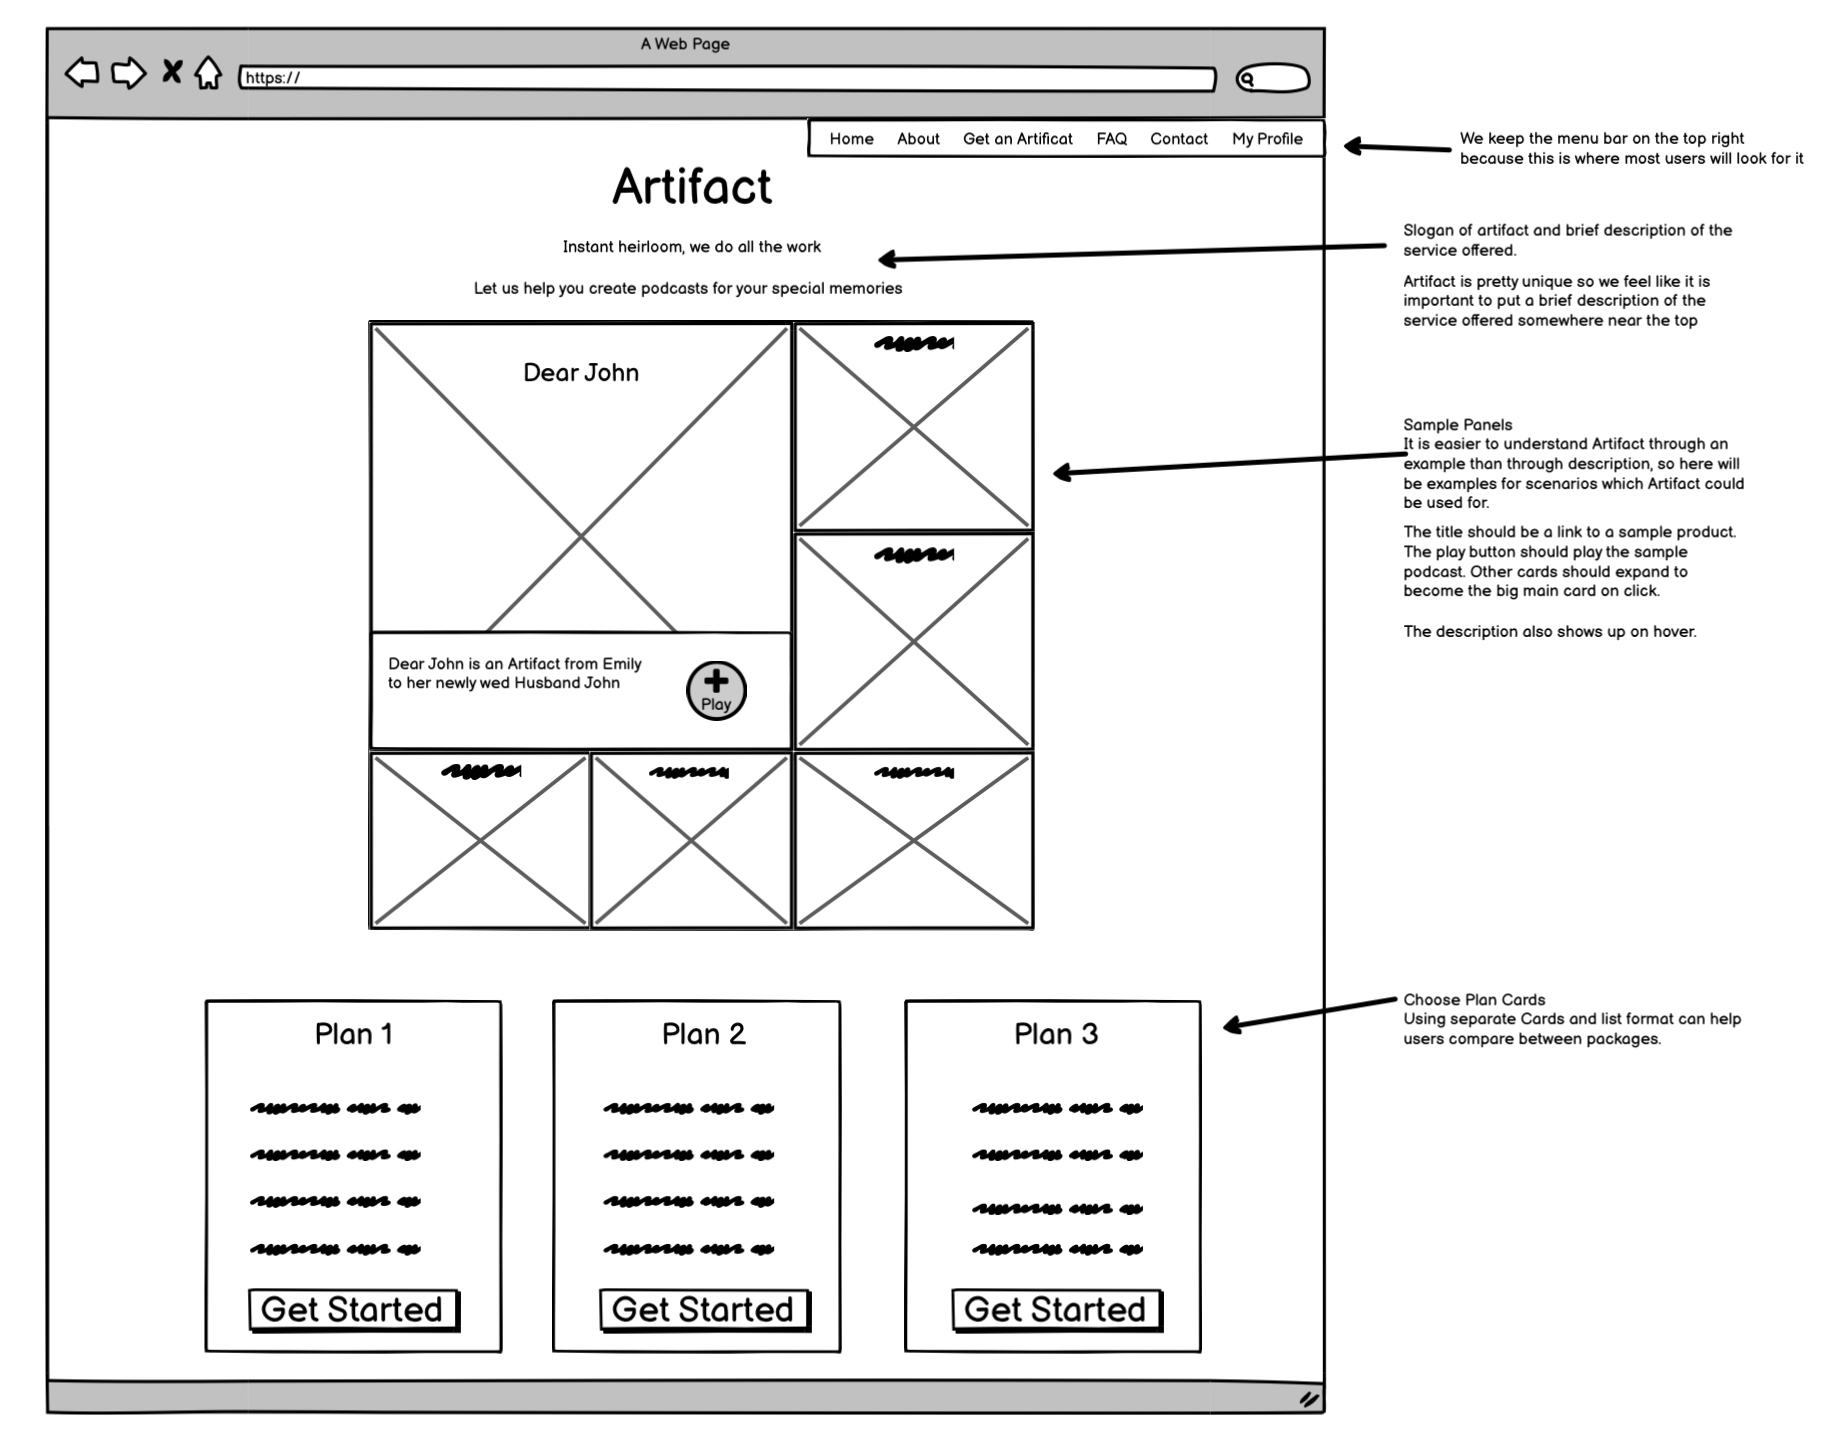 A Web Page
https://
Home About Get an Artificat FAQ Contact My Profile
We keep the menu bar on the top right
because this is where most users will look for it
Artifact
Instant heirloom, we do all the work
Let us help you create podcasts for your special memories
Slogan of artifact and brief description of the
service offered.
Artifact is pretty unique so we feel like it is
important to put a brief description of the
service offered somewhere near the top
Dear John
Dear John is an Artifact from Emily
to her newly wed Husband John
Play
Sample Panels
It is easier to understand Artifact through an
example than through description, so here will
be examples for scenarios which Artifact could
be used for.
The title should be a link to a sample product.
The play button should play the sample
podcast. Other cards should expand to
become the big main card on click.
The description also shows up on hover.
Plan 1
Get Started
Plan 2
Get Started
Plan 3
Get Started
Choose Plan Cards
Using separate Cards and list format can help
users compare between packages.